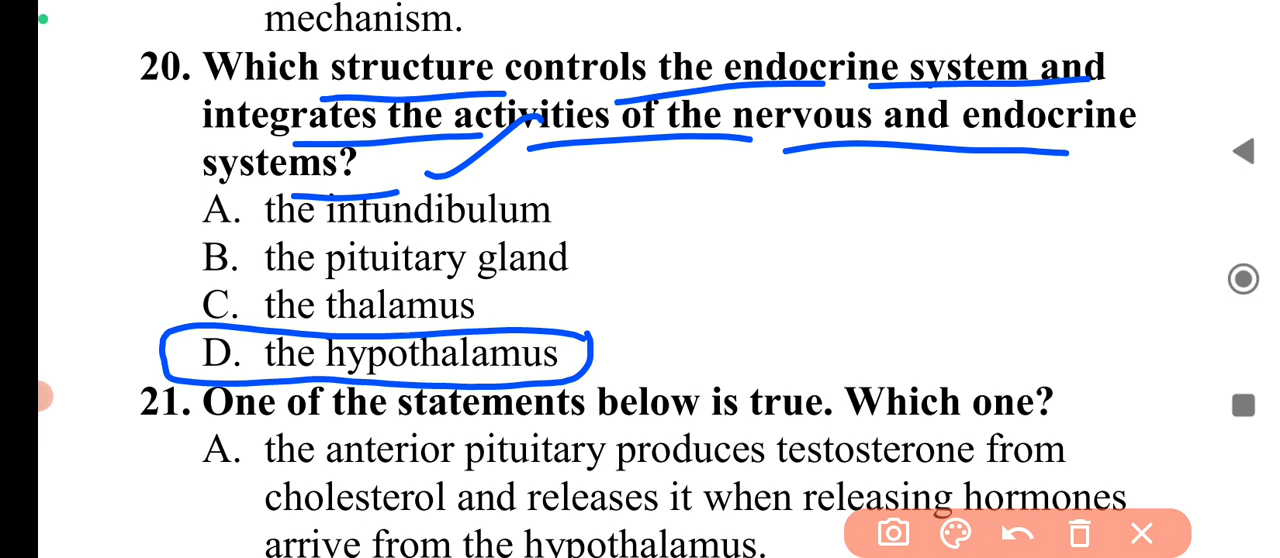 mechanism.
20. Which structure controls the endocrine system and
integrates the activities of the nervous and endocrine
systems?
A. the infundibulum
B. the pituitary gland
C. the thalamus
D. the hypothalamus
21. One of the statements below is true. Which one?
A. the anterior pituitary produces testosterone from
cholesterol and releases it when releasing hormones
arrive from the hypothalamus.